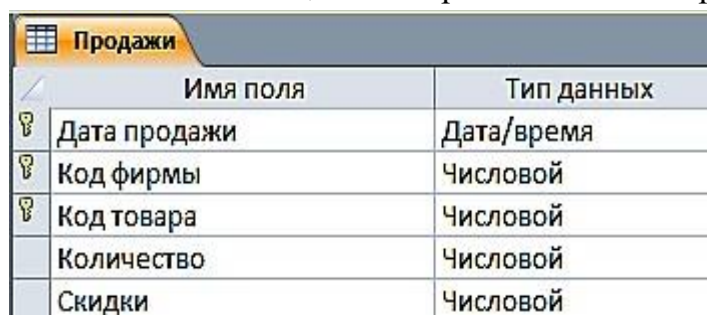 Продажи
Имя поля Тип данных
Дата продажи Дата/время
Код фирмы Числовой
Код товара Числовой
Количество Числовой
Скидки Числовой